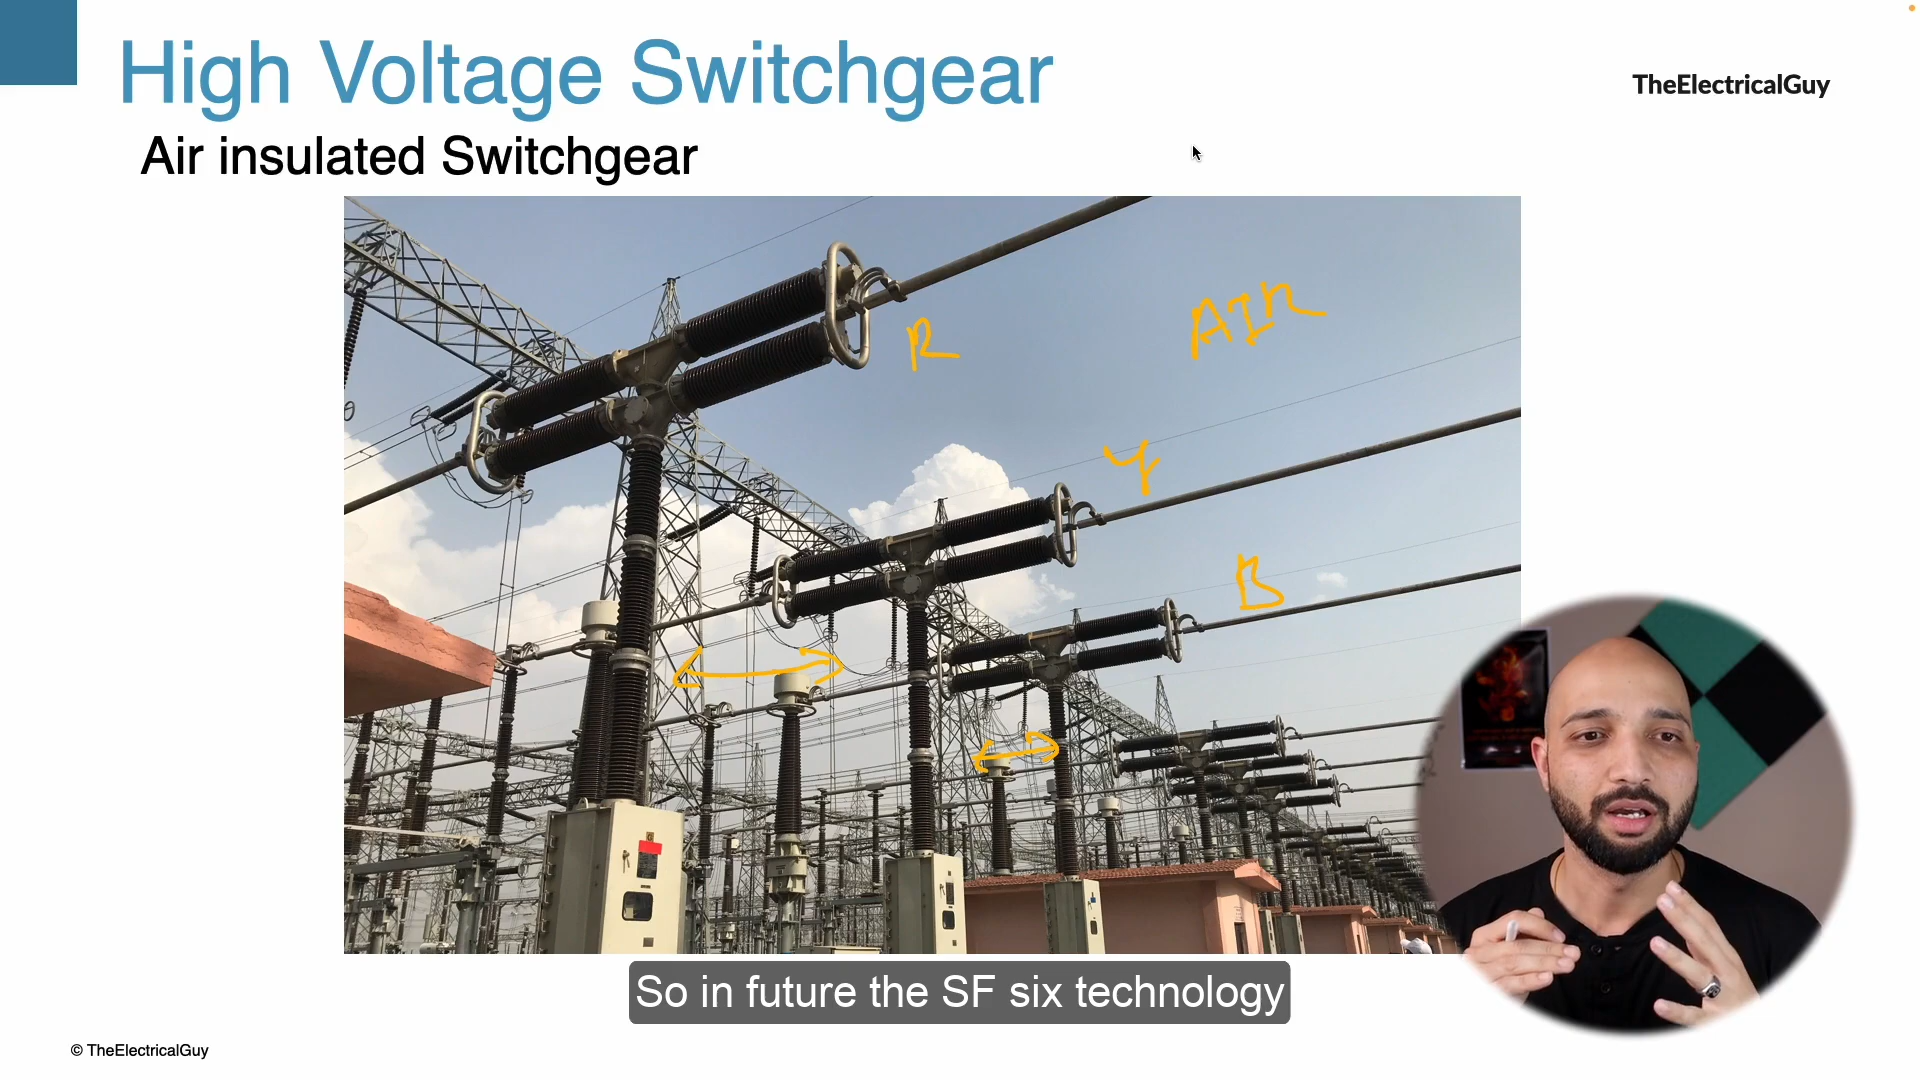 High Voltage Switchgear
TheElectricalGuy
Air insulated Switchgear
AIR
R
Y
B
So in future the SF six technology
© TheElectricalGuy